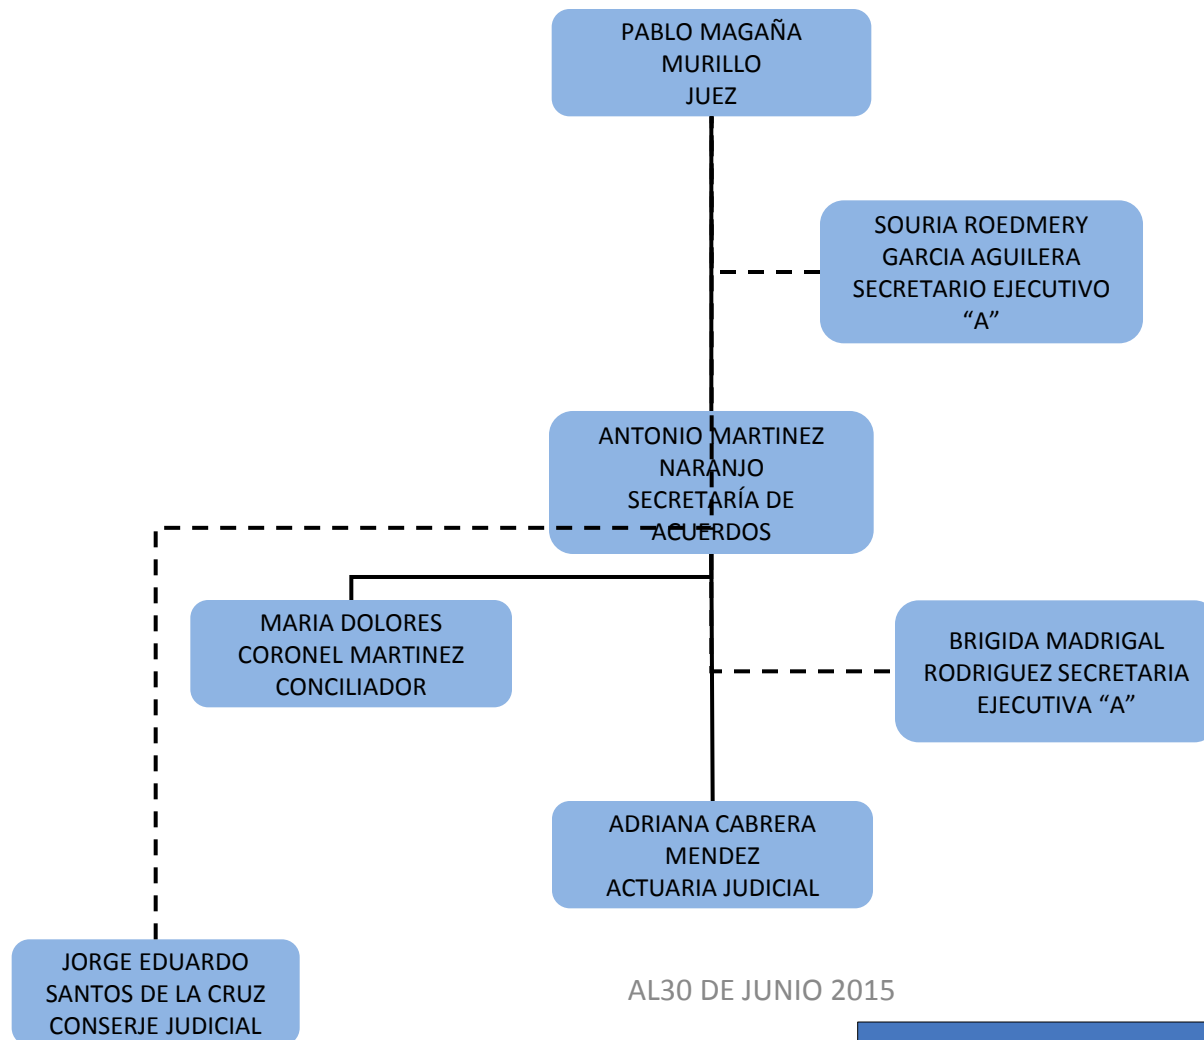 PABLO MAGAÑA
MURILLO
JUEZ
SOURIA ROEDMERY
GARCIA AGUILERA
SECRETARIO EJECUTIVO
“A”
ANTONIO MARTINEZ
NARANJO
SECRETARÍA DE
ACUERDOS
MARIA DOLORES
CORONEL MARTINEZ
CONCILIADOR
BRIGIDA MADRIGAL
RODRIGUEZ SECRETARIA
EJECUTIVA “A”
ADRIANA CABRERA
MENDEZ
ACTUARIA JUDICIAL
JORGE EDUARDO
SANTOS DE LA CRUZ
CONSERJE JUDICIAL
AL30 DE JUNIO 2015